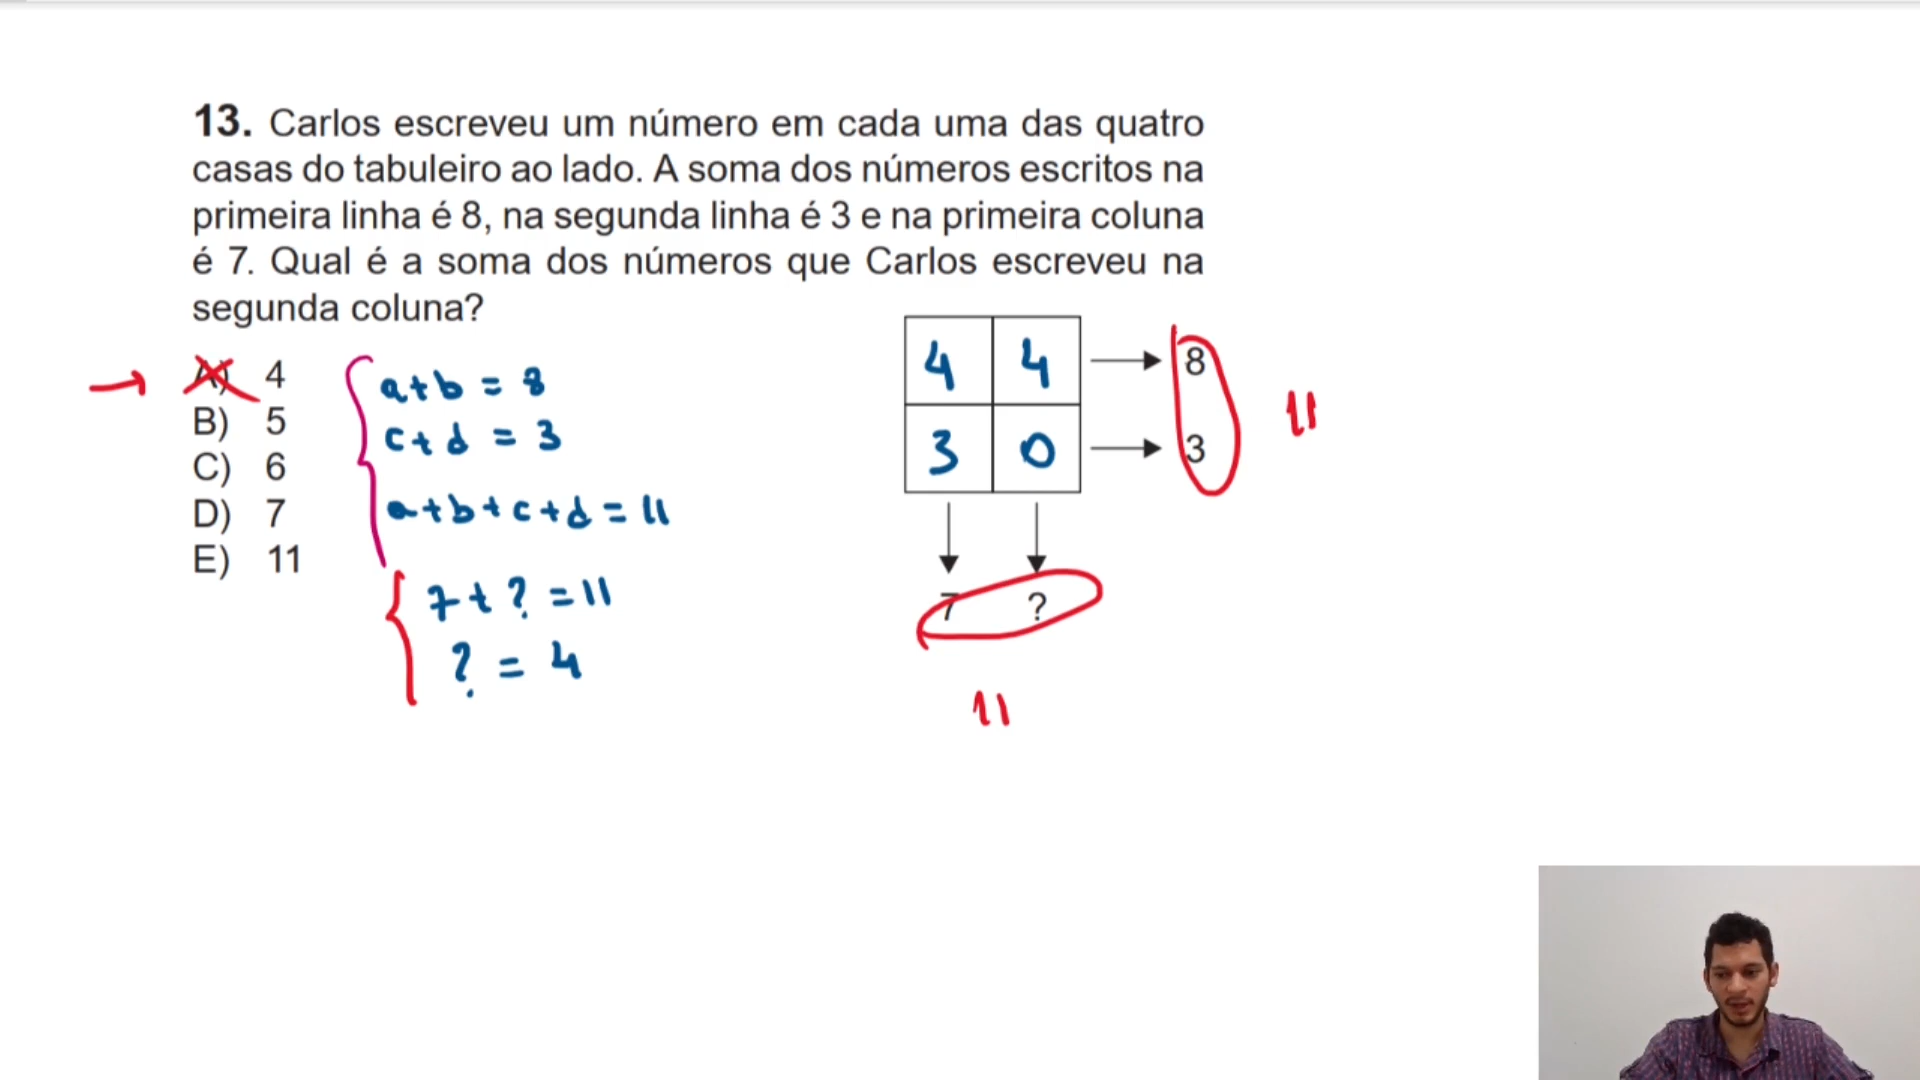 13. Carlos escreveu um número em cada uma das quatro
casas do tabuleiro ao lado. A soma dos números escritos na
primeira linha é 8, na segunda linha é 3 e na primeira coluna
é 7. Qual é a soma dos números que Carlos escreveu na
segunda coluna?
A) 4
B) 5
C) 6
D) 7
E) 11
a+b = 8
c+d = 3
a+b+c+d = 11
7+? = 11
? = 4
4 4 8
3 0 3
11
7 ?
11